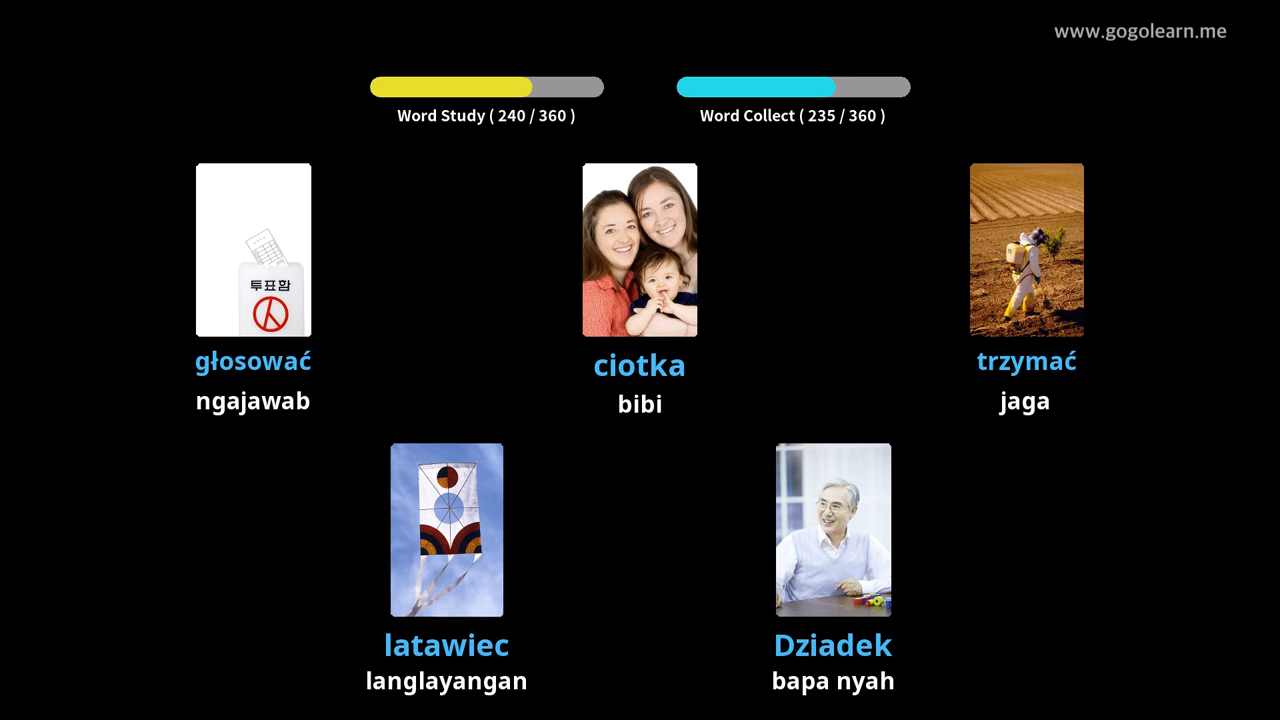 www.gogolearn.me
Word Study ( 240 / 360 )
Word Collect ( 235 / 360 )
투표함
głosować
ngajawab
ciotka
bibi
trzymać
jaga
latawiec
langlayangan
Dziadek
bapa nyah